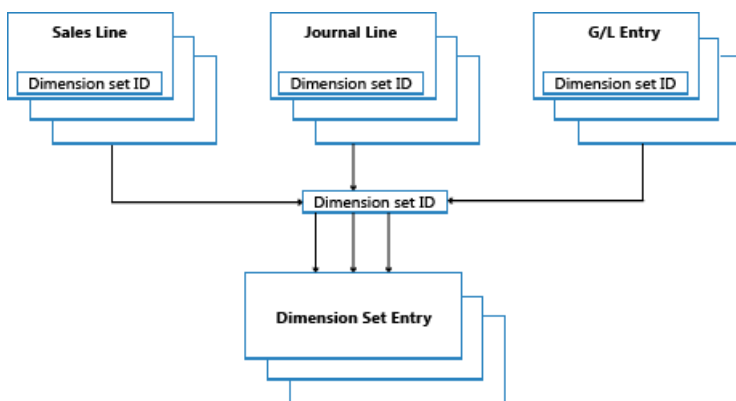 Sales Line
Dimension set ID
Journal Line
Dimension set ID
G/L Entry
Dimension set ID
Dimension set ID
Dimension Set Entry